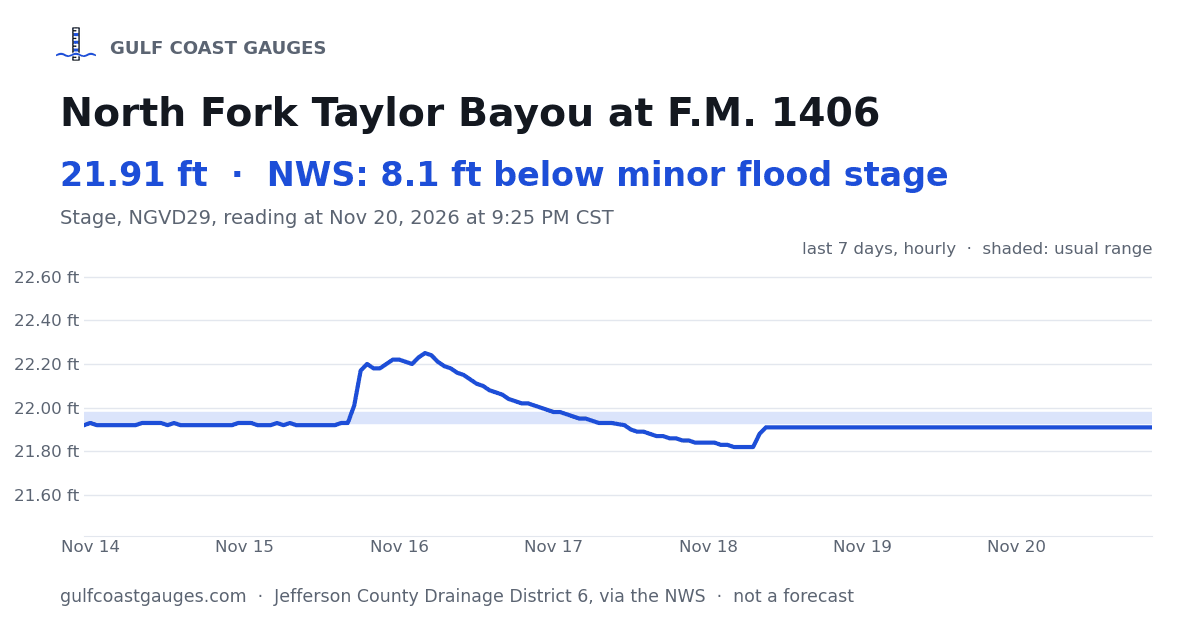 GULF COAST GAUGES
North Fork Taylor Bayou at F.M. 1406
21.91 ft · NWS: 8.1 ft below minor flood stage
Stage, NGVD29, reading at Nov 20, 2026 at 9:25 PM CST
last 7 days, hourly · shaded: usual range
22.60 ft
22.40 ft
22.20 ft
22.00 ft
21.80 ft
21.60 ft
Nov 14 Nov 15 Nov 16 Nov 17 Nov 18 Nov 19 Nov 20
gulfcoastgauges.com · Jefferson County Drainage District 6, via the NWS · not a forecast